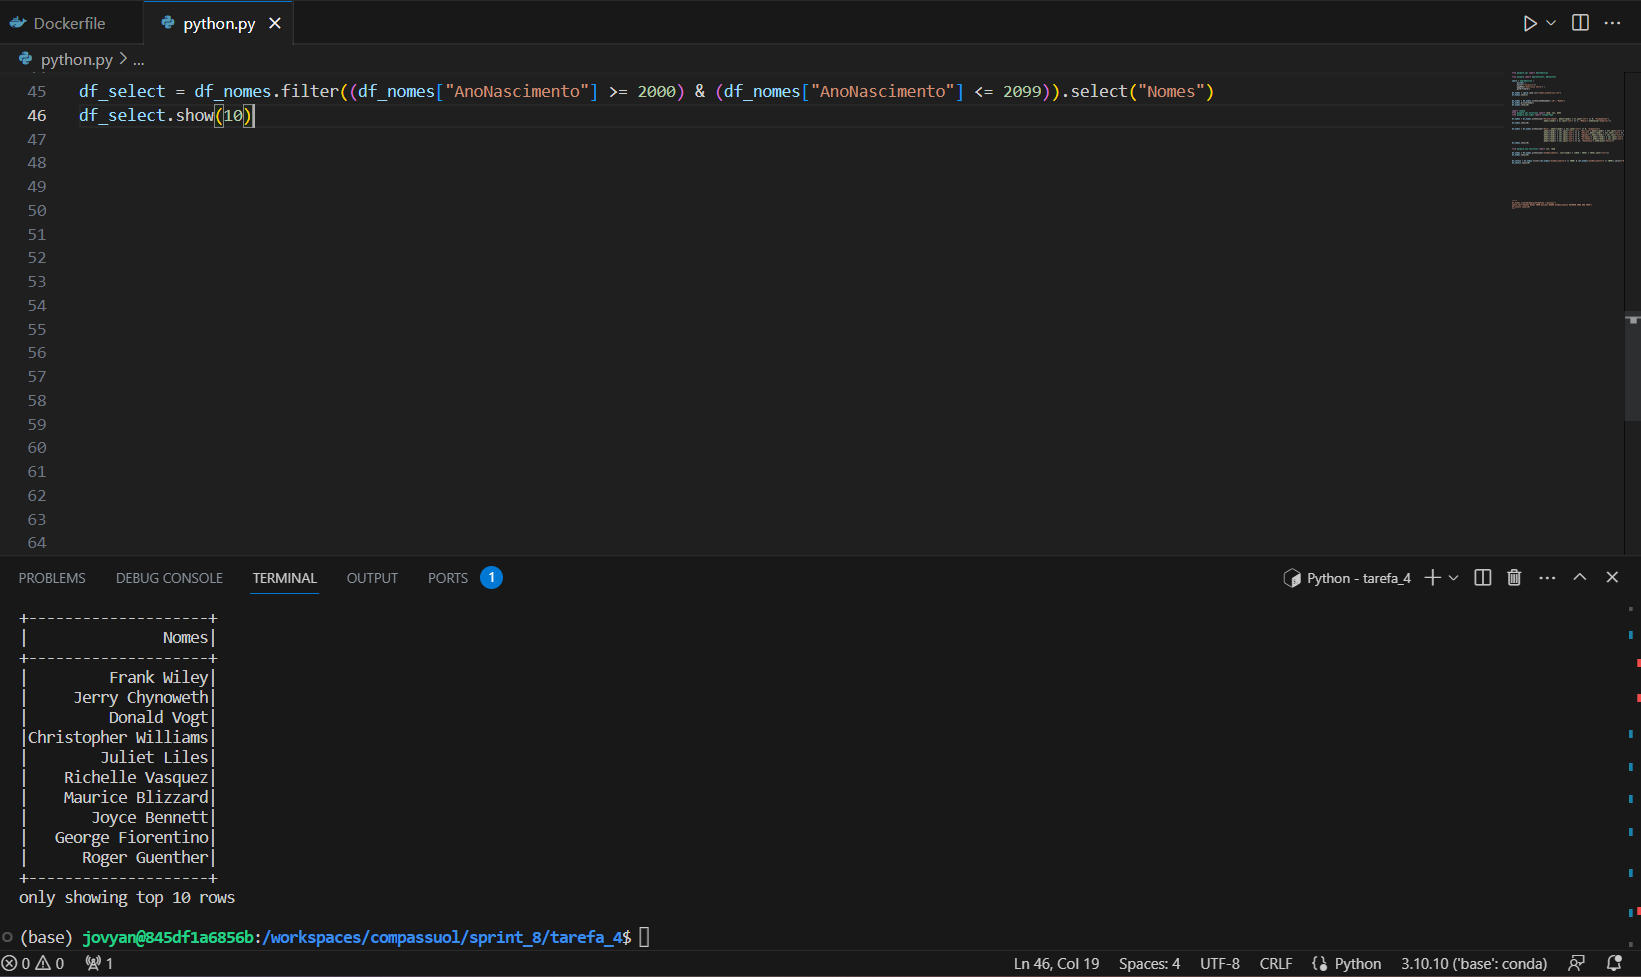 Dockerfile
python.py
python.py > ...
45 df_select = df_nomes.filter((df_nomes["AnoNascimento"] >= 2000) & (df_nomes["AnoNascimento"] <= 2099)).select("Nomes")
46 df_select.show(10)
47
48
49
50
51
52
53
54
55
56
57
58
59
60
61
62
63
64
PROBLEMS DEBUG CONSOLE TERMINAL OUTPUT PORTS 1
Python - tarefa_4
+--------------------+
|               Nomes|
+--------------------+
|         Frank Wiley|
|     Jerry Chynoweth|
|         Donald Vogt|
|Christopher Williams|
|        Juliet Liles|
|    Richelle Vasquez|
|    Maurice Blizzard|
|       Joyce Bennett|
|   George Fiorentino|
|      Roger Guenther|
+--------------------+
only showing top 10 rows
(base) jovyan@845df1a6856b:/workspaces/compassuol/sprint_8/tarefa_4$
0 0 1 Ln 46, Col 19 Spaces: 4 UTF-8 CRLF Python 3.10.10 ('base': conda)